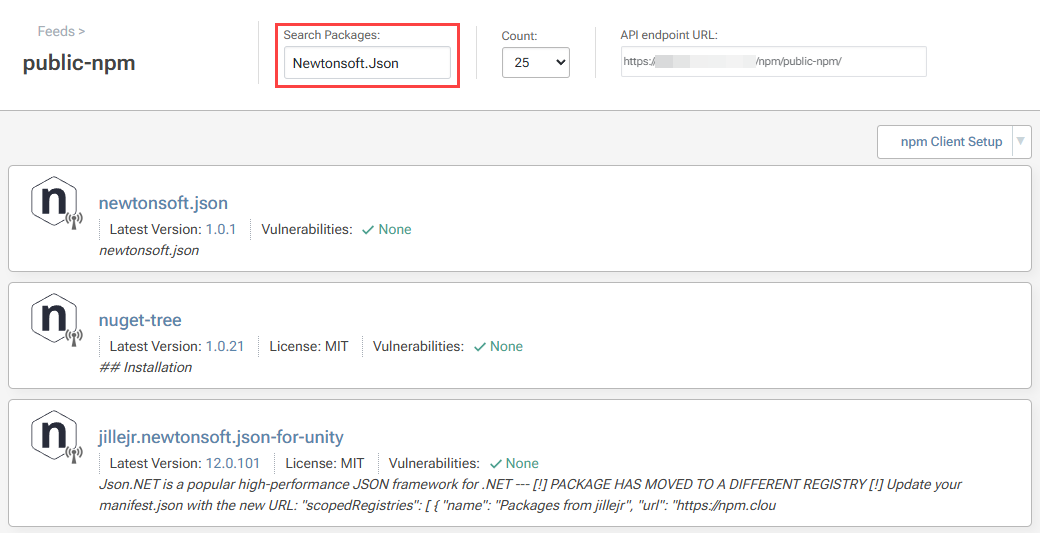 Feeds >
public-npm
Search Packages:
Newtonsoft.Json
Count:
25
API endpoint URL:
https:// /npm/public-npm/
npm Client Setup
n
newtonsoft.json
Latest Version: 1.0.1 Vulnerabilities: ✓ None
newtonsoft.json
n
nuget-tree
Latest Version: 1.0.21 License: MIT Vulnerabilities: ✓ None
## Installation
n
jillejr.newtonsoft.json-for-unity
Latest Version: 12.0.101 License: MIT Vulnerabilities: ✓ None
Json.NET is a popular high-performance JSON framework for .NET --- [!] PACKAGE HAS MOVED TO A DIFFERENT REGISTRY [!] Update your
manifest.json with the new URL: "scopedRegistries": [ { "name": "Packages from jillejr", "url": "https://npm.clou